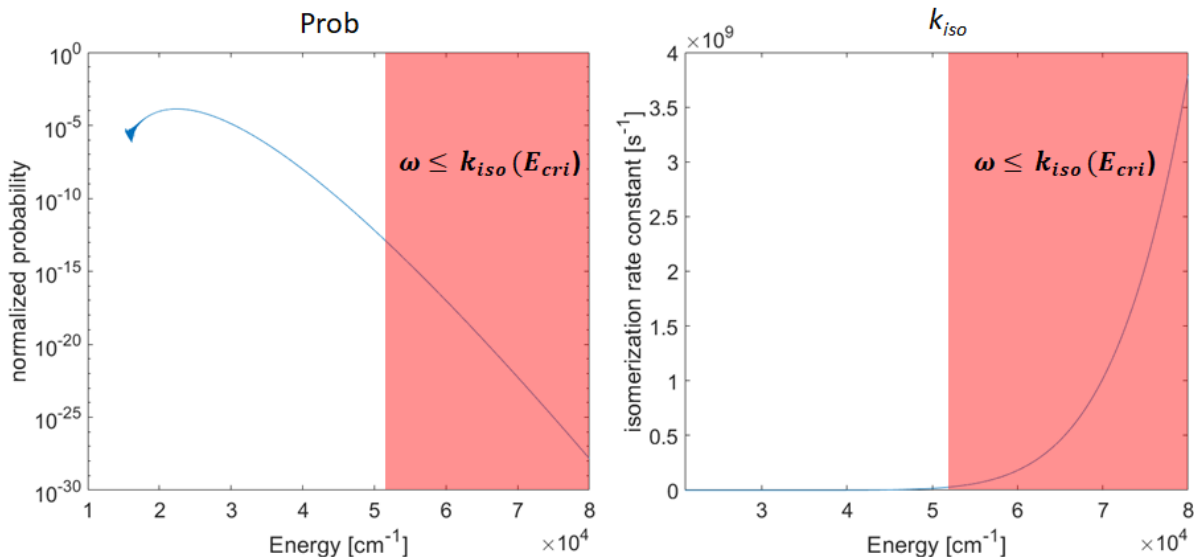 Prob
10^0
10^-5
10^-10
10^-15
10^-20
10^-25
10^-30
normalized probability
ω ≤ k_iso (E_cri)
1 2 3 4 5 6 7 8
Energy [cm^-1]
×10^4
k_iso
×10^9
4
3.5
3
2.5
2
1.5
1
0.5
0
isomerization rate constant [s^-1]
ω ≤ k_iso (E_cri)
3 4 5 6 7 8
Energy [cm^-1]
×10^4